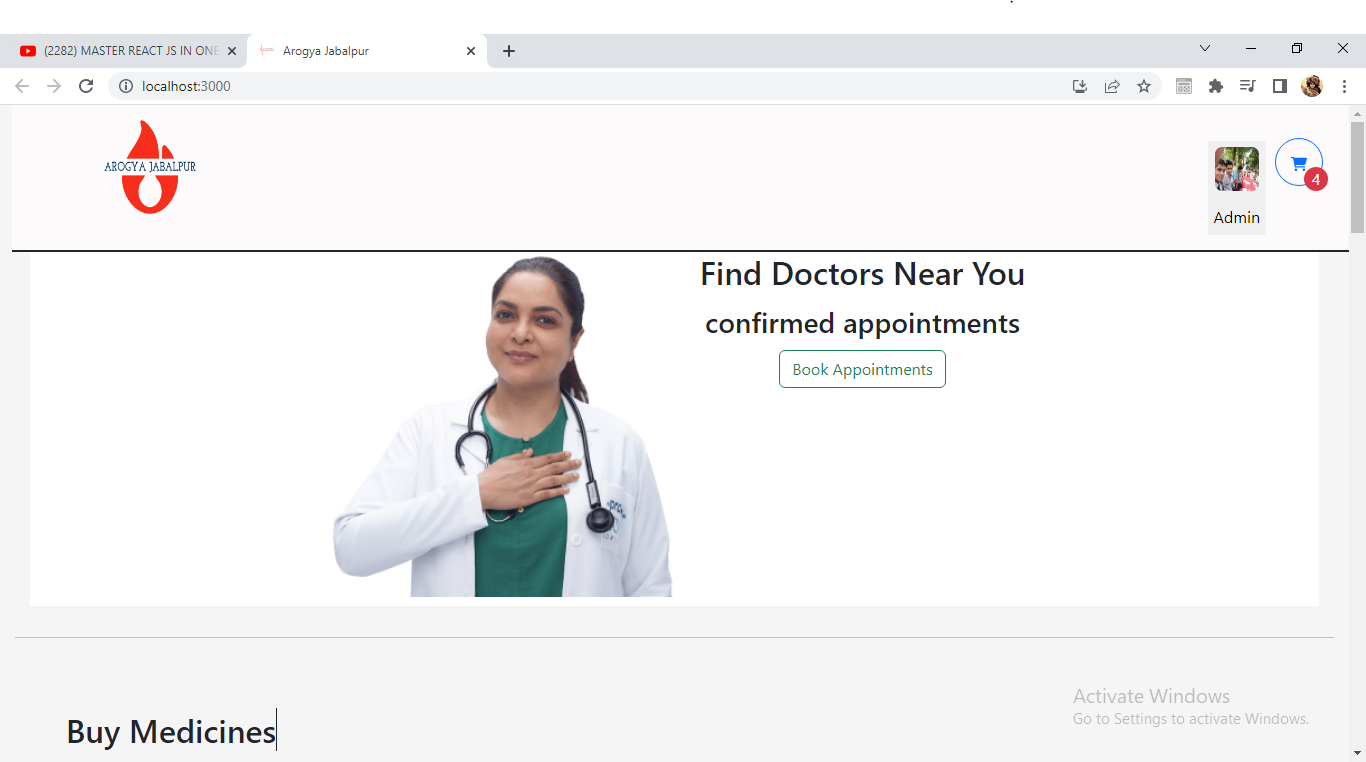 (2282) MASTER REACT JS IN ONE
Arogya Jabalpur
localhost:3000
AROGYA JABALPUR
4
Admin
Find Doctors Near You
confirmed appointments
Book Appointments
Buy Medicines
Activate Windows
Go to Settings to activate Windows.